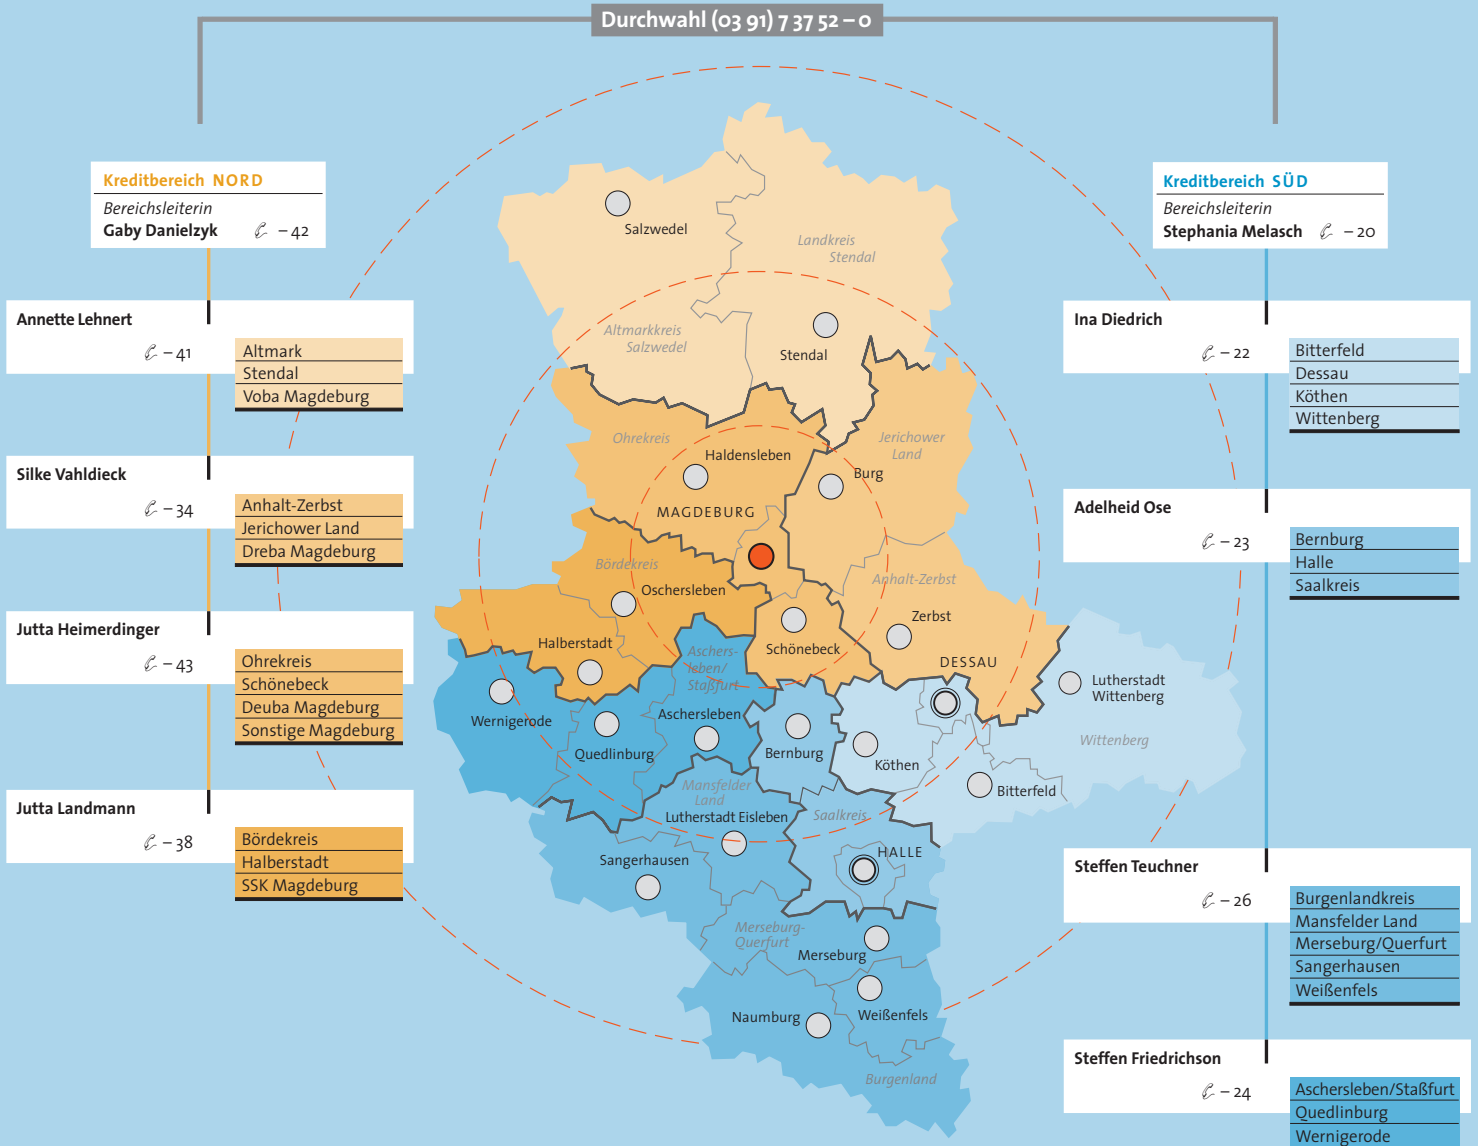 Durchwahl (03 91) 7 37 52 – 0
Kreditbereich NORD
Bereichsleiterin
Gaby Danielzyk – 42
Annette Lehnert
– 41
Altmark
Stendal
Voba Magdeburg
Silke Vahldieck
– 34
Anhalt-Zerbst
Jerichower Land
Dreba Magdeburg
Jutta Heimerdinger
– 43
Ohrekreis
Schönebeck
Deuba Magdeburg
Sonstige Magdeburg
Jutta Landmann
– 38
Bördekreis
Halberstadt
SSK Magdeburg
Salzwedel
Landkreis
Stendal
Altmarkkreis
Salzwedel
Stendal
Ohrekreis
Haldensleben
Jerichower
Land
Burg
MAGDEBURG
Bördekreis
Oschersleben
Anhalt-Zerbst
Zerbst
Halberstadt
Schönebeck
Aschers-
leben/
Staßfurt
DESSAU
Lutherstadt
Wittenberg
Wernigerode
Aschersleben
Quedlinburg
Bernburg
Köthen
Wittenberg
Bitterfeld
Mansfelder
Land
Lutherstadt Eisleben
Saalkreis
Sangerhausen
HALLE
Merseburg-
Querfurt
Merseburg
Naumburg
Weißenfels
Burgenland
Kreditbereich SÜD
Bereichsleiterin
Stephania Melasch – 20
Ina Diedrich
– 22
Bitterfeld
Dessau
Köthen
Wittenberg
Adelheid Ose
– 23
Bernburg
Halle
Saalkreis
Steffen Teuchner
– 26
Burgenlandkreis
Mansfelder Land
Merseburg/Querfurt
Sangerhausen
Weißenfels
Steffen Friedrichson
– 24
Aschersleben/Staßfurt
Quedlinburg
Wernigerode